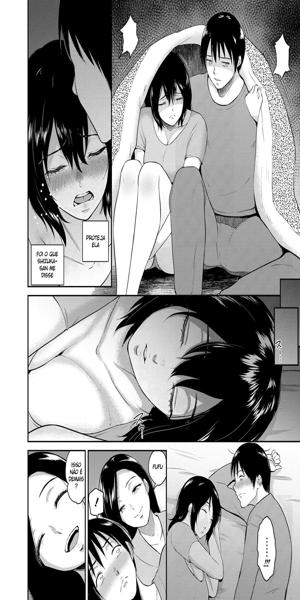 PROTEJA
ELA
FOI O QUE
SHIZUKA-
SAN ME
DISSE
FUFU
ISSO
NÃO É
DEMAIS
?
!
...!!!